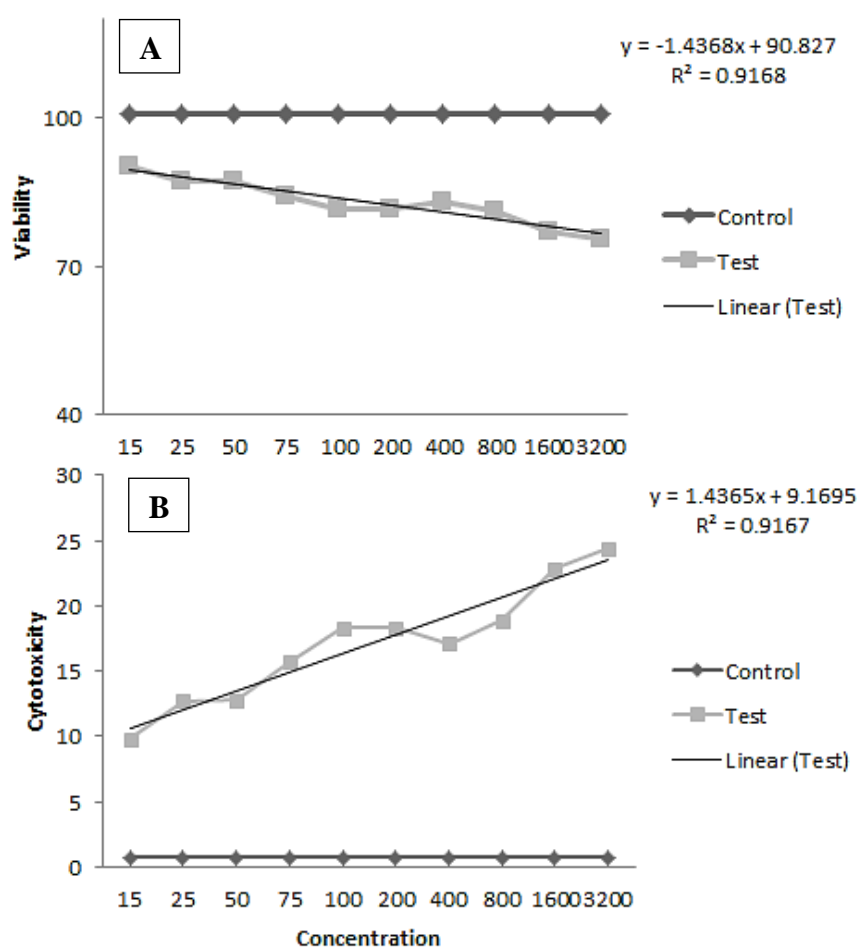 A
y = -1.4368x + 90.827
R² = 0.9168
100
70
40
Viability
Control
Test
Linear (Test)
15 25 50 75 100 200 400 800 1600 3200
B
y = 1.4365x + 9.1695
R² = 0.9167
30
25
20
15
10
5
0
Cytotoxicity
Control
Test
Linear (Test)
15 25 50 75 100 200 400 800 1600 3200
Concentration